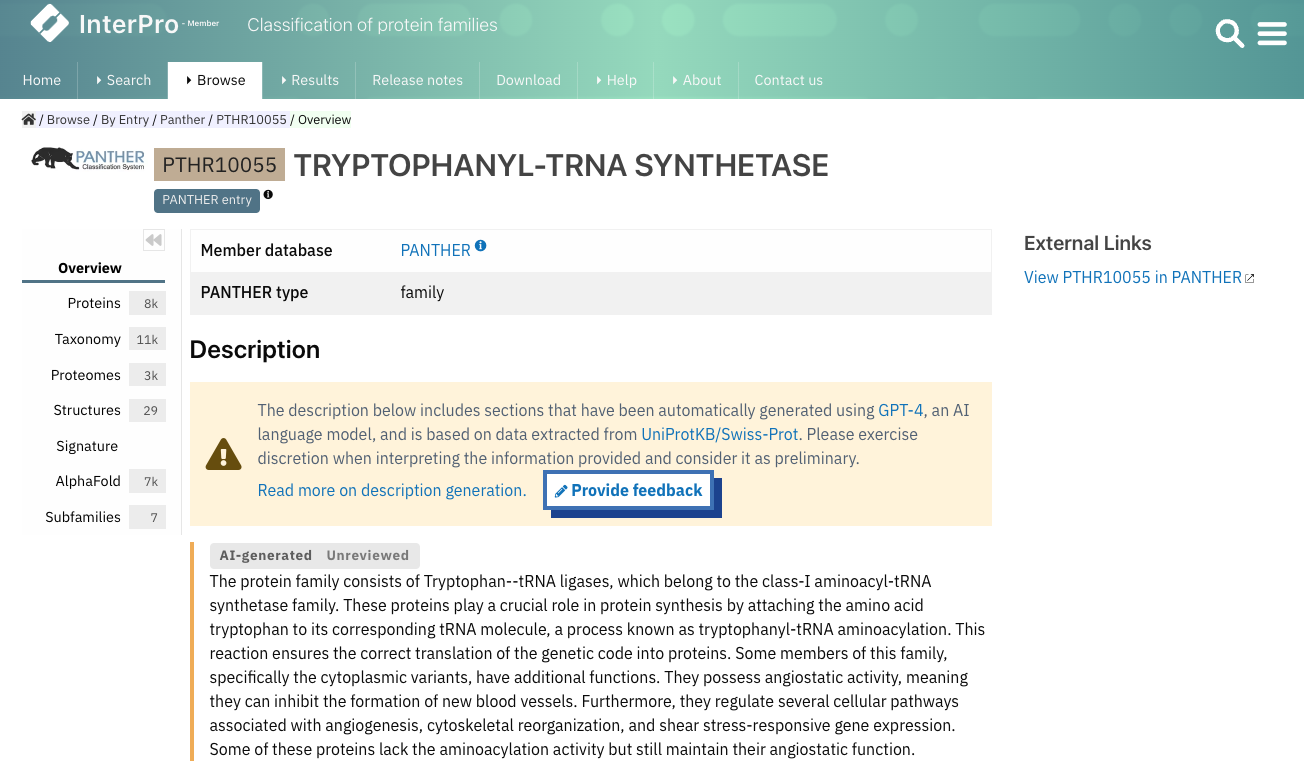 InterPro - Member Classification of protein families
Home Search Browse Results Release notes Download Help About Contact us
/ Browse / By Entry / Panther / PTHR10055 / Overview
PANTHER
Classification System
PTHR10055 TRYPTOPHANYL-TRNA SYNTHETASE
PANTHER entry
Overview
Proteins 8k
Taxonomy 11k
Proteomes 3k
Structures 29
Signature
AlphaFold 7k
Subfamilies 7
Member database PANTHER
PANTHER type family
Description
The description below includes sections that have been automatically generated using GPT-4, an AI
language model, and is based on data extracted from UniProtKB/Swiss-Prot. Please exercise
discretion when interpreting the information provided and consider it as preliminary.
Read more on description generation. Provide feedback
AI-generated Unreviewed
The protein family consists of Tryptophan--tRNA ligases, which belong to the class-I aminoacyl-tRNA
synthetase family. These proteins play a crucial role in protein synthesis by attaching the amino acid
tryptophan to its corresponding tRNA molecule, a process known as tryptophanyl-tRNA aminoacylation. This
reaction ensures the correct translation of the genetic code into proteins. Some members of this family,
specifically the cytoplasmic variants, have additional functions. They possess angiostatic activity, meaning
they can inhibit the formation of new blood vessels. Furthermore, they regulate several cellular pathways
associated with angiogenesis, cytoskeletal reorganization, and shear stress-responsive gene expression.
Some of these proteins lack the aminoacylation activity but still maintain their angiostatic function.
External Links
View PTHR10055 in PANTHER